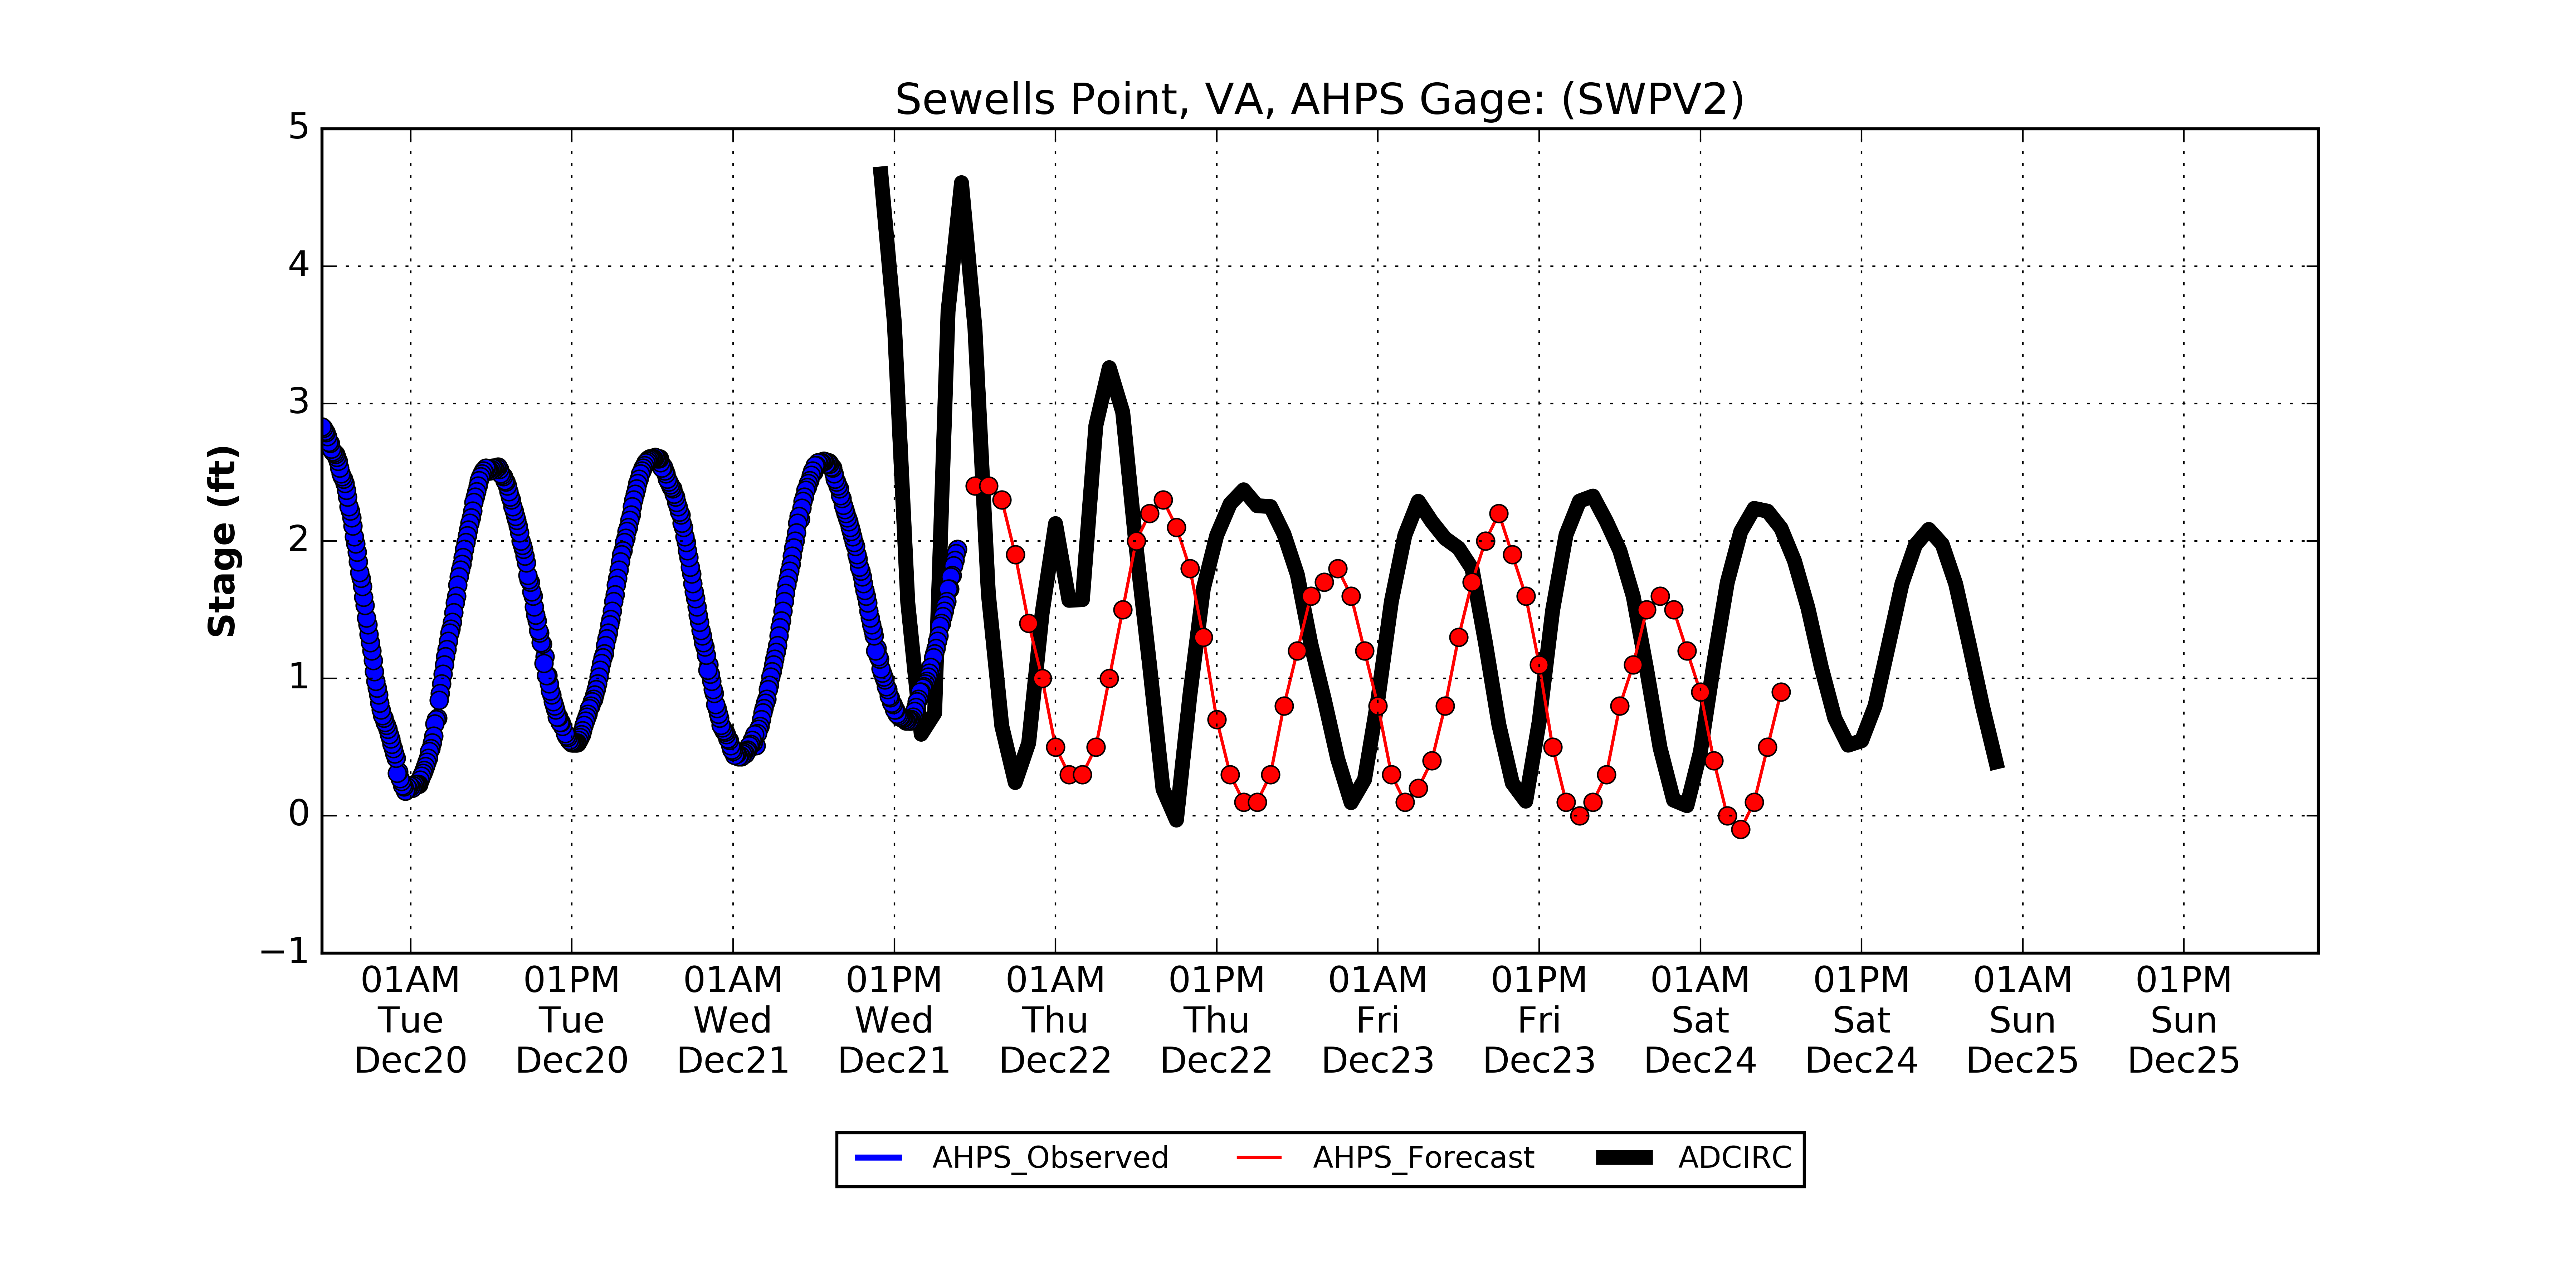 Sewells Point, VA, AHPS Gage: (SWPV2)
Stage (ft)
5
4
3
2
1
0
−1
01AM 01PM 01AM 01PM 01AM 01PM 01AM 01PM 01AM 01PM 01AM 01PM
Tue Tue Wed Wed Thu Thu Fri Fri Sat Sat Sun Sun
Dec20 Dec20 Dec21 Dec21 Dec22 Dec22 Dec23 Dec23 Dec24 Dec24 Dec25 Dec25
AHPS_Observed AHPS_Forecast ADCIRC